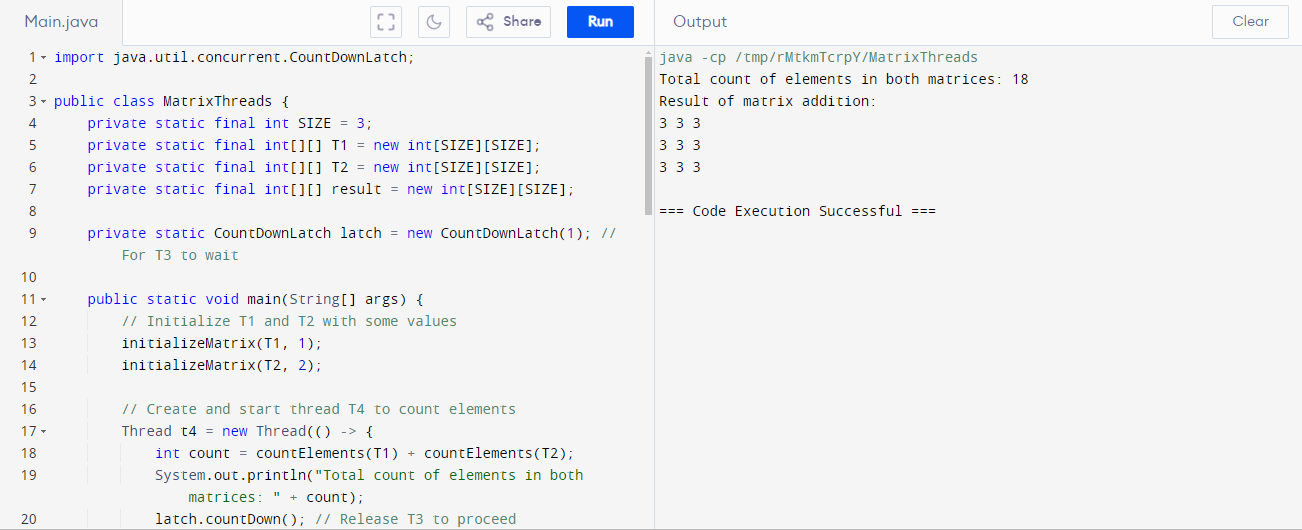 Main.java
Share
Run
Output
Clear
1 import java.util.concurrent.CountDownLatch;
2
3 public class MatrixThreads {
4 private static final int SIZE = 3;
5 private static final int[][] T1 = new int[SIZE][SIZE];
6 private static final int[][] T2 = new int[SIZE][SIZE];
7 private static final int[][] result = new int[SIZE][SIZE];
8
9 private static CountDownLatch latch = new CountDownLatch(1); //
For T3 to wait
10
11 public static void main(String[] args) {
12 // Initialize T1 and T2 with some values
13 initializeMatrix(T1, 1);
14 initializeMatrix(T2, 2);
15
16 // Create and start thread T4 to count elements
17 Thread t4 = new Thread(() -> {
18 int count = countElements(T1) + countElements(T2);
19 System.out.println("Total count of elements in both
matrices: " + count);
20 latch.countDown(); // Release T3 to proceed
java -cp /tmp/rMtkmTcrpY/MatrixThreads
Total count of elements in both matrices: 18
Result of matrix addition:
3 3 3
3 3 3
3 3 3
=== Code Execution Successful ===